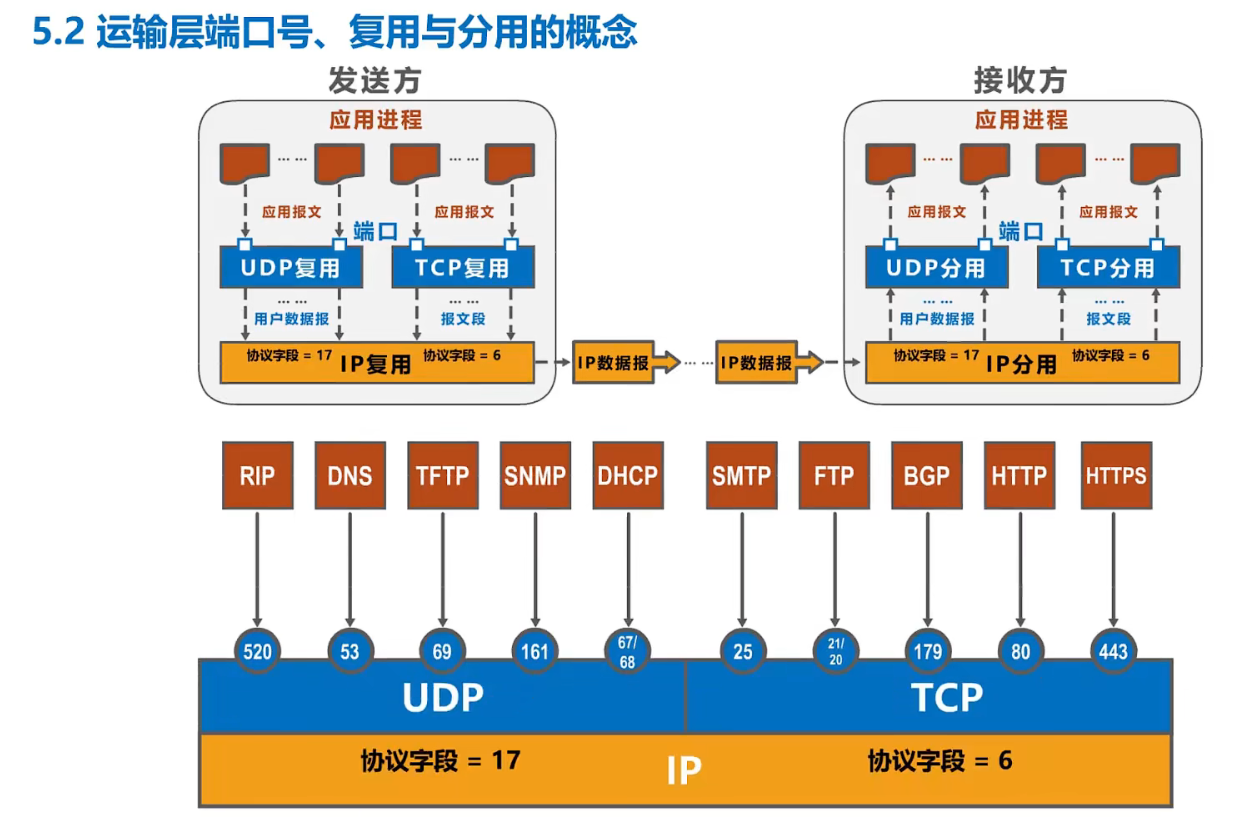 5.2 运输层端口号、复用与分用的概念
发送方
接收方
应用进程
应用进程
... ...
... ...
... ...
... ...
应用报文
应用报文
应用报文
应用报文
端口
端口
UDP复用
TCP复用
UDP分用
TCP分用
... ...
... ...
... ...
... ...
用户数据报
报文段
用户数据报
报文段
协议字段 = 17
IP复用
协议字段 = 6
IP数据报
... ...
IP数据报
协议字段 = 17
IP分用
协议字段 = 6
RIP
DNS
TFTP
SNMP
DHCP
SMTP
FTP
BGP
HTTP
HTTPS
520
53
69
161
67/
68
25
21/
20
179
80
443
UDP
TCP
协议字段 = 17
IP
协议字段 = 6